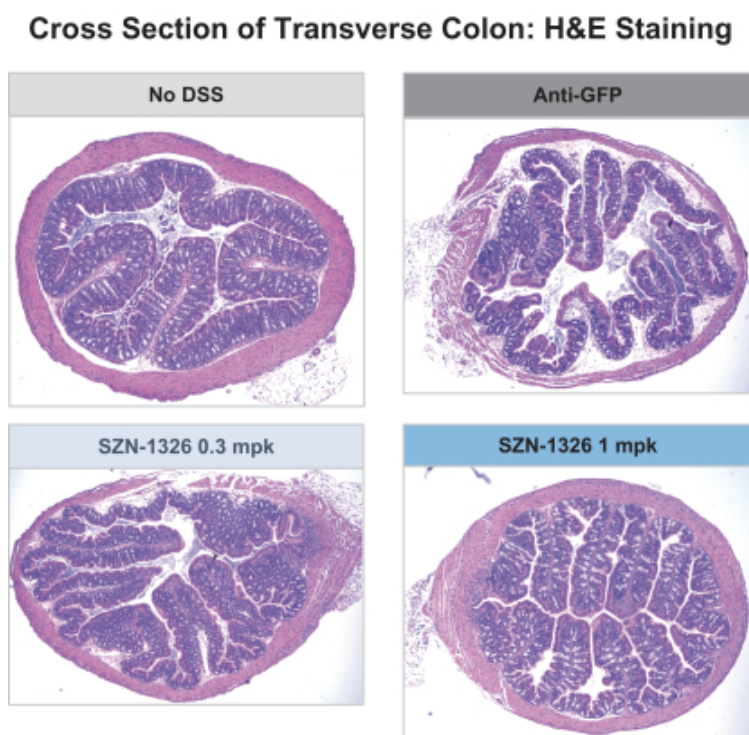 Cross Section of Transverse Colon: H&E Staining
No DSS
Anti-GFP
SZN-1326 0.3 mpk
SZN-1326 1 mpk